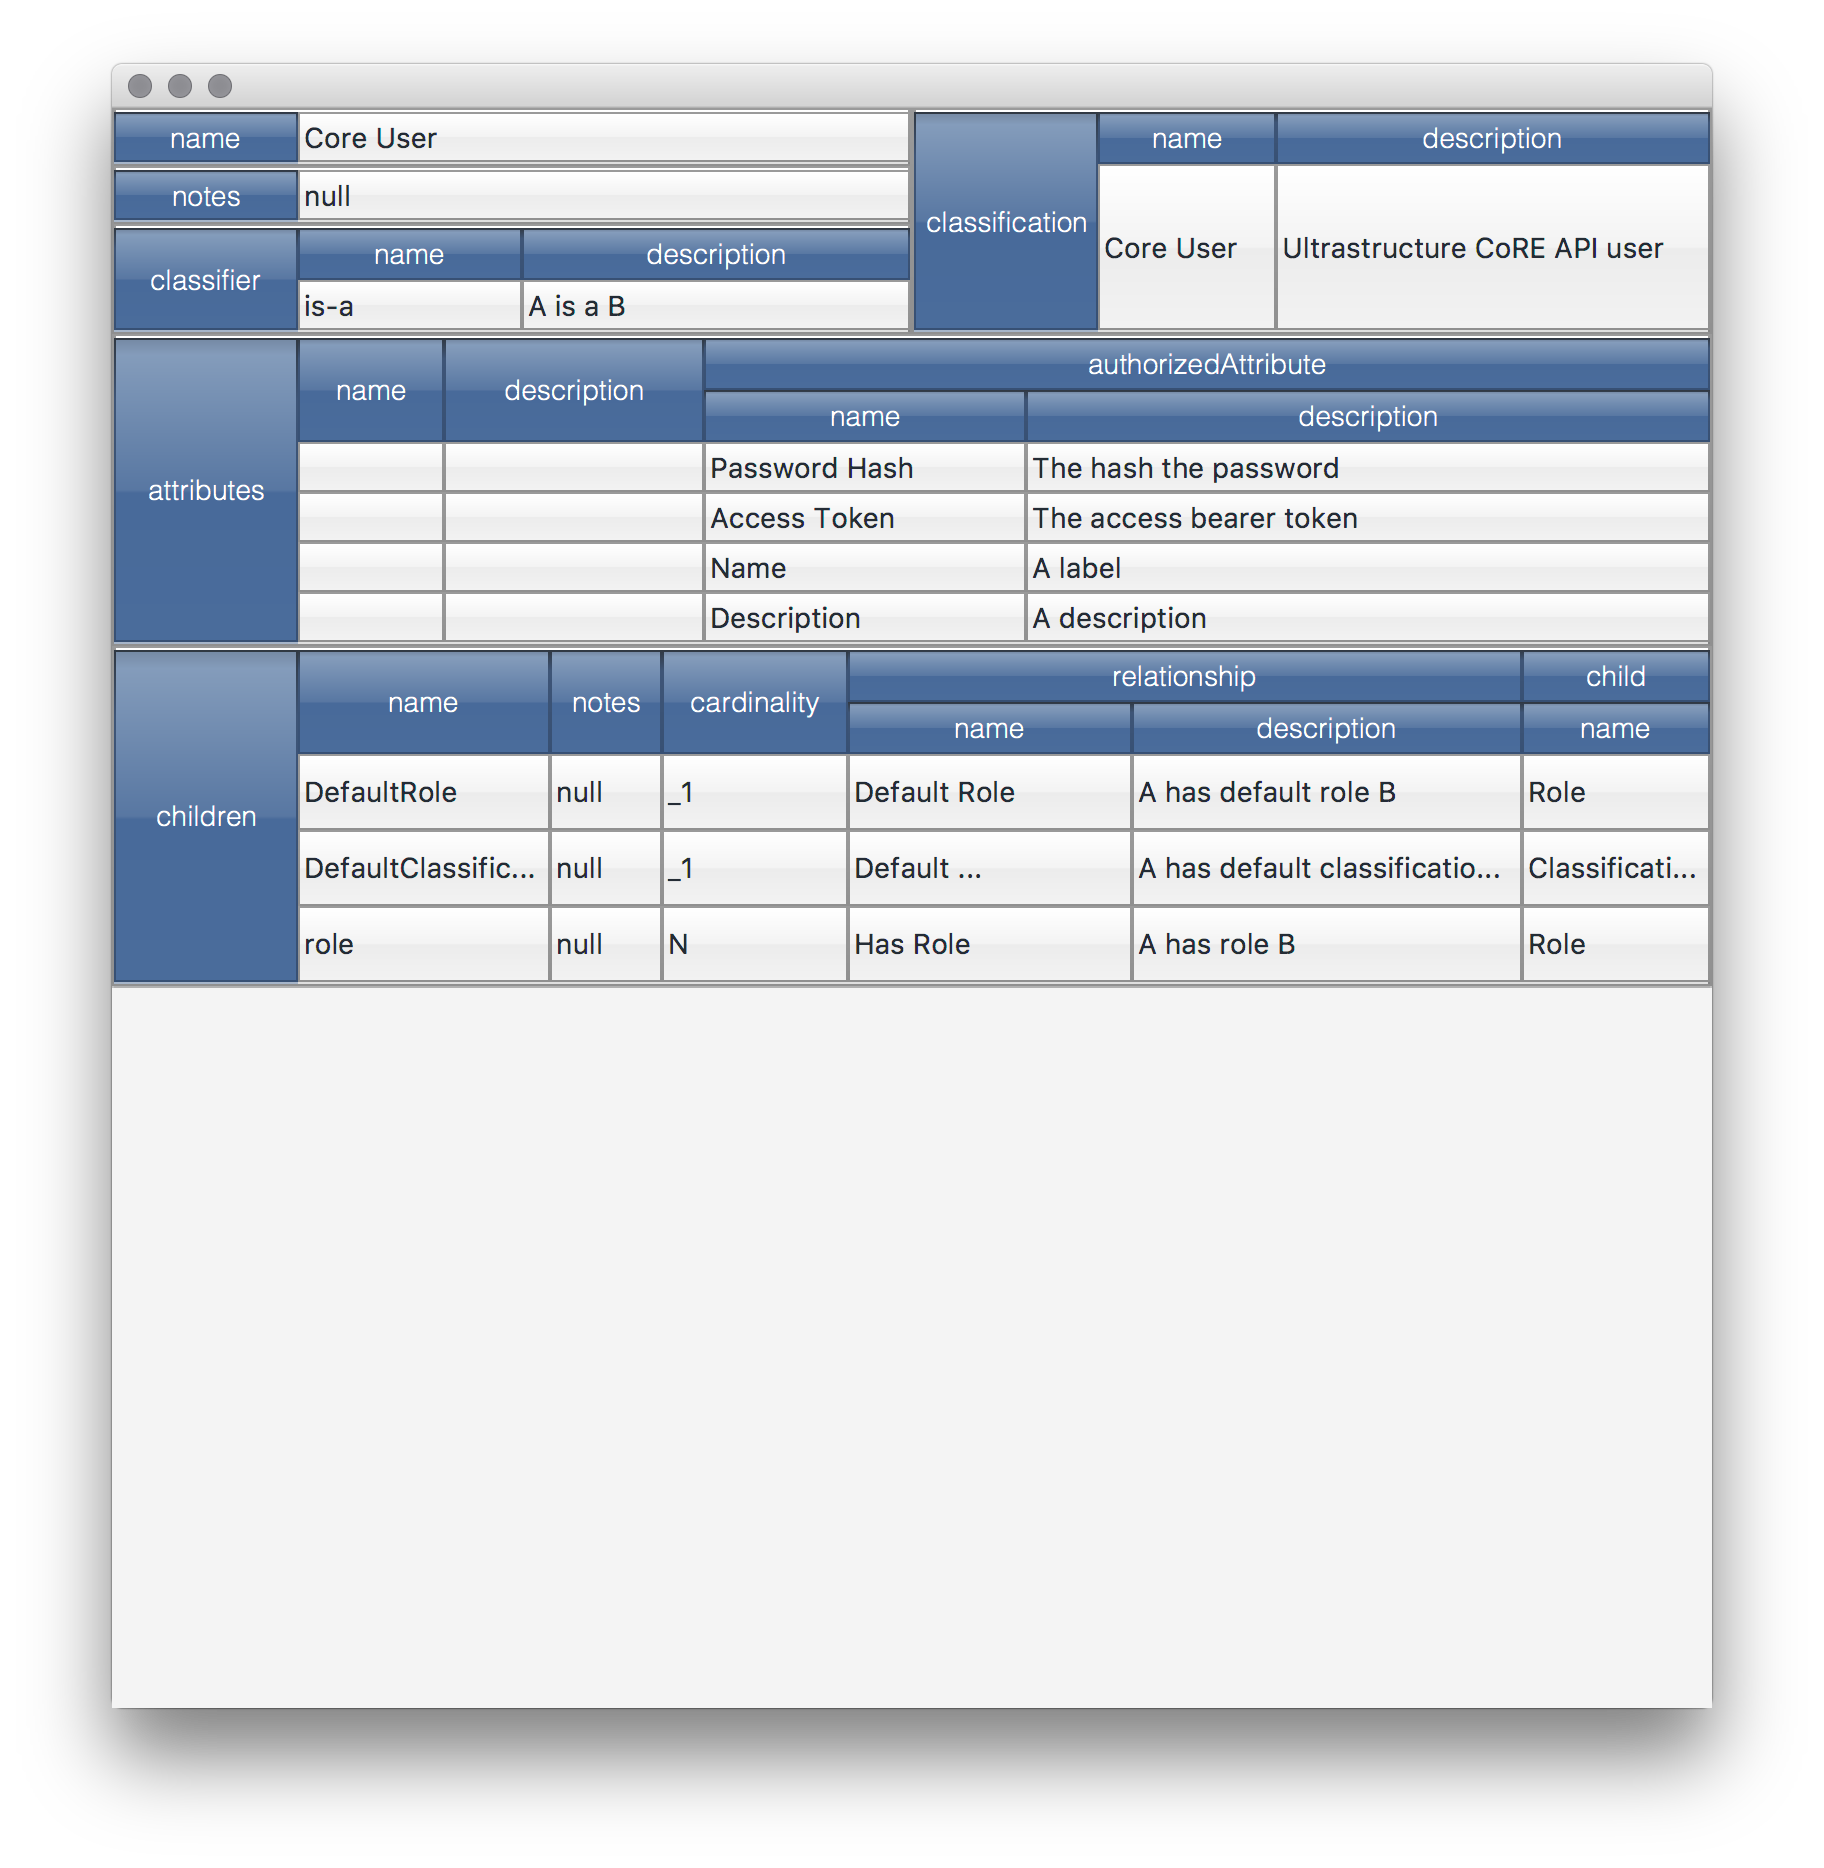 name Core User
notes null
classifier name description
is-a A is a B
classification name description
Core User Ultrastructure CoRE API user
attributes name description authorizedAttribute
name description
Password Hash The hash the password
Access Token The access bearer token
Name A label
Description A description
children name notes cardinality relationship child
name description name
DefaultRole null _1 Default Role A has default role B Role
DefaultClassific... null _1 Default ... A has default classificatio... Classificati...
role null N Has Role A has role B Role